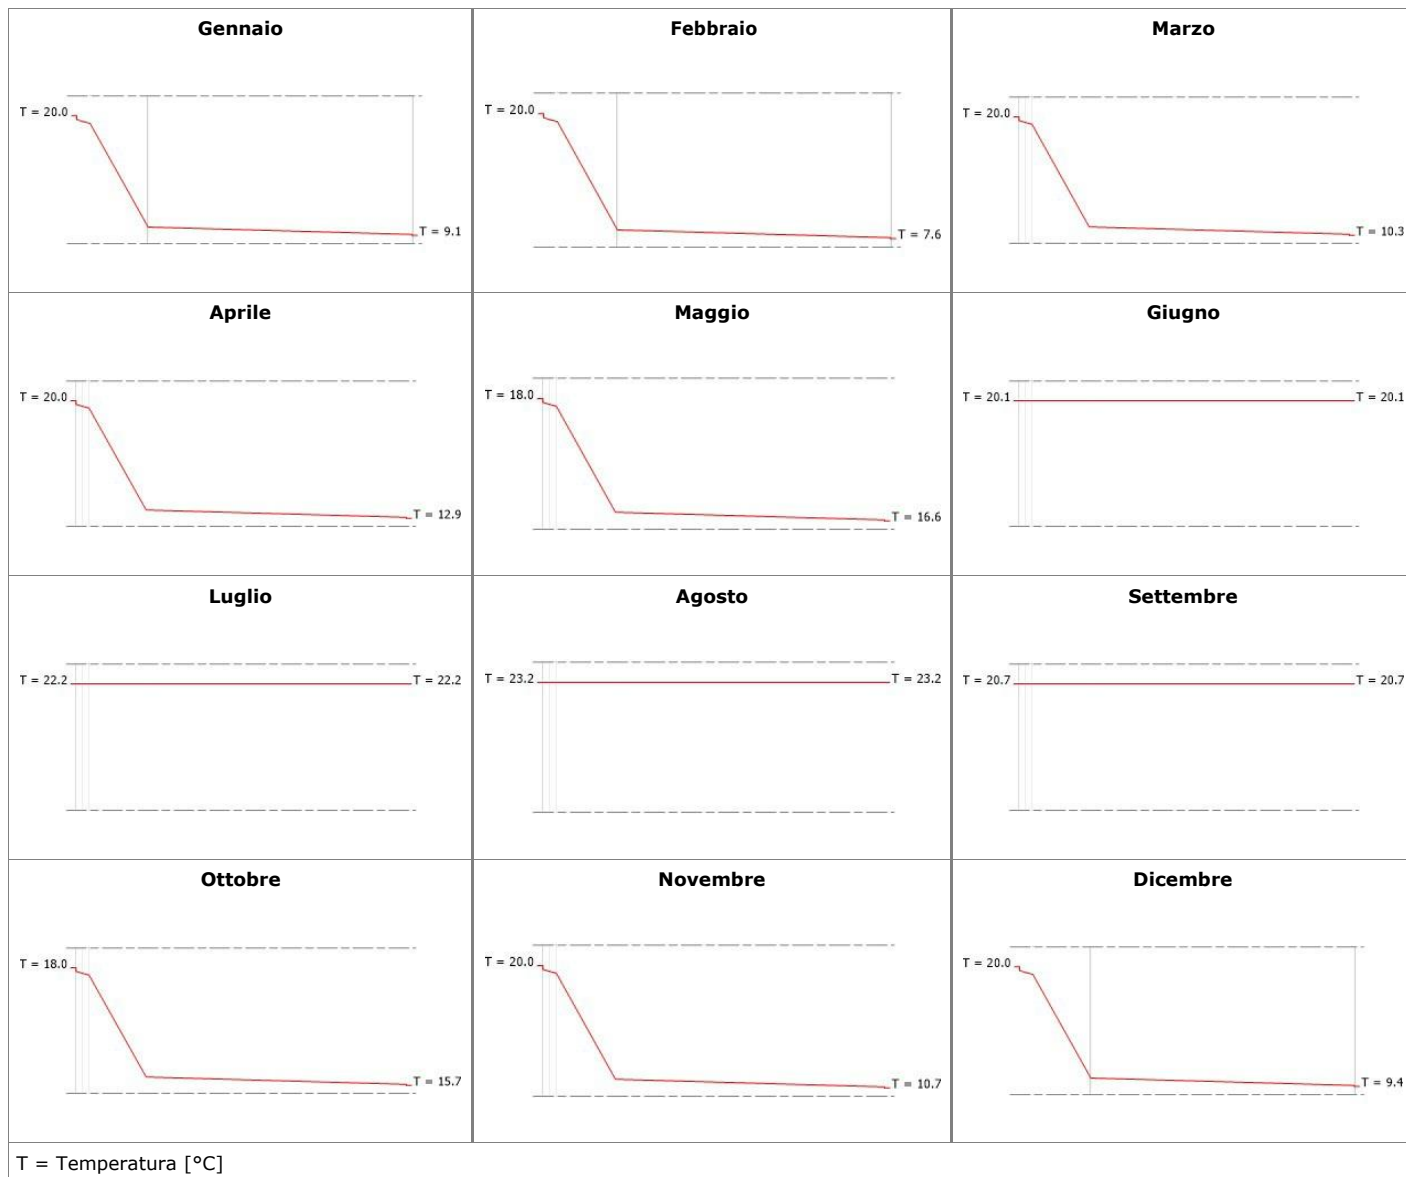 Gennaio
T = 20.0
T = 9.1
Febbraio
T = 20.0
T = 7.6
Marzo
T = 20.0
T = 10.3
Aprile
T = 20.0
T = 12.9
Maggio
T = 18.0
T = 16.6
Giugno
T = 20.1
T = 20.1
Luglio
T = 22.2
T = 22.2
Agosto
T = 23.2
T = 23.2
Settembre
T = 20.7
T = 20.7
Ottobre
T = 18.0
T = 15.7
Novembre
T = 20.0
T = 10.7
Dicembre
T = 20.0
T = 9.4
T = Temperatura [°C]